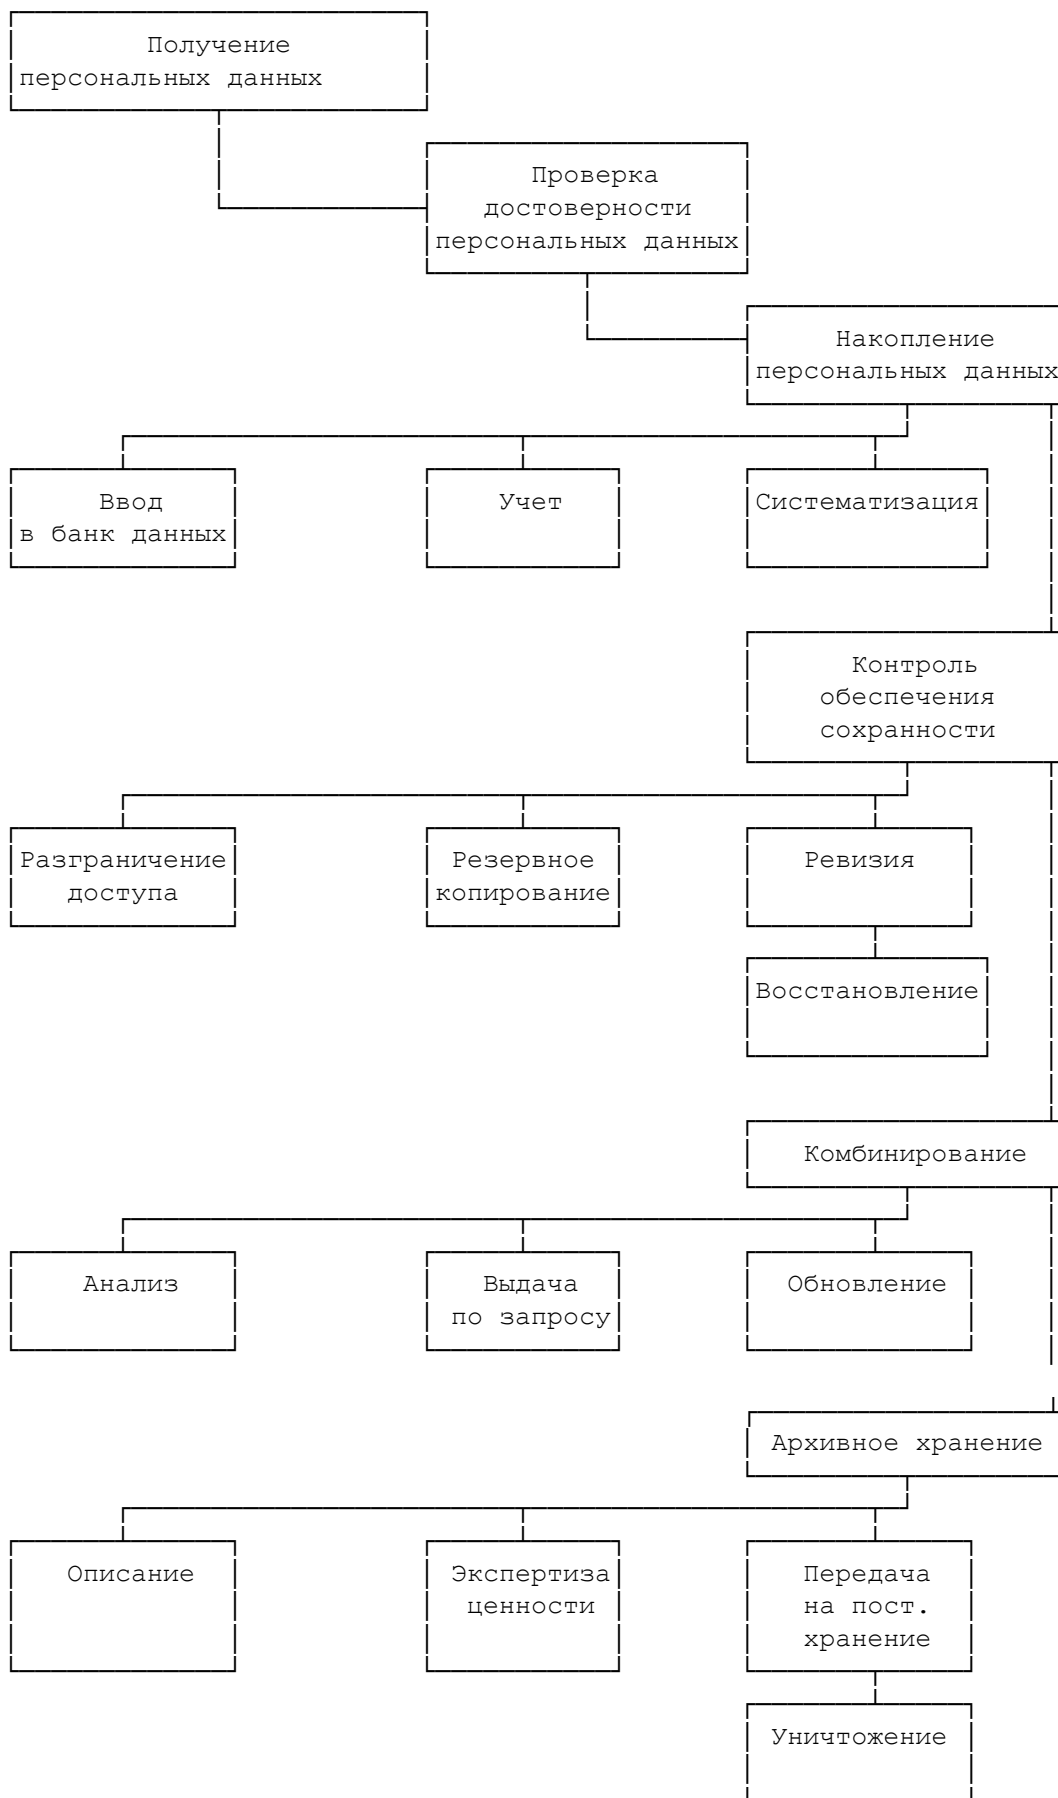 Получение
персональных данных
Проверка
достоверности
персональных данных
Накопление
персональных данных
Ввод
в банк данных
Учет
Систематизация
Контроль
обеспечения
сохранности
Разграничение
доступа
Резервное
копирование
Ревизия
Восстановление
Комбинирование
Анализ
Выдача
по запросу
Обновление
Архивное хранение
Описание
Экспертиза
ценности
Передача
на пост.
хранение
Уничтожение